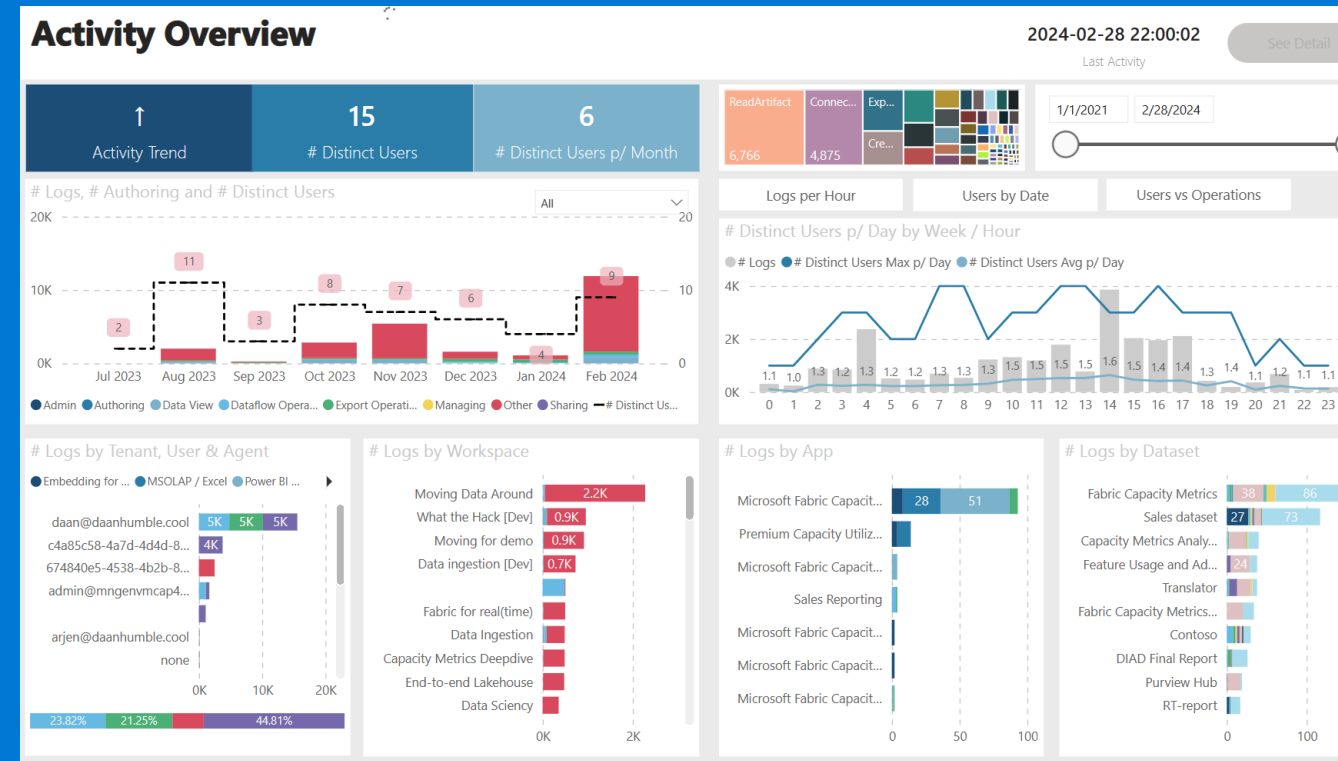 Activity Overview
2024-02-28 22:00:02
Last Activity
See Detail
↑
Activity Trend
15
# Distinct Users
6
# Distinct Users p/ Month
ReadArtifact
6,766
Connec...
4,875
Exp...
Cre...
1/1/2021
2/28/2024
# Logs, # Authoring and # Distinct Users
All
20K
10K
0K
20
10
0
2
11
3
8
7
6
4
9
Jul 2023 Aug 2023 Sep 2023 Oct 2023 Nov 2023 Dec 2023 Jan 2024 Feb 2024
Admin Authoring Data View Dataflow Opera... Export Operati... Managing Other Sharing # Distinct Us...
Logs per Hour
Users by Date
Users vs Operations
# Distinct Users p/ Day by Week / Hour
# Logs # Distinct Users Max p/ Day # Distinct Users Avg p/ Day
4K
2K
0K
1.1 1.0 1.3 1.2 1.3 1.2 1.2 1.3 1.3 1.3 1.5 1.5 1.5 1.5 1.6 1.5 1.4 1.4 1.3 1.4 1.1 1.2 1.1 1.1
0 1 2 3 4 5 6 7 8 9 10 11 12 13 14 15 16 17 18 19 20 21 22 23
# Logs by Tenant, User & Agent
Embedding for ... MSOLAP / Excel Power BI ...
daan@daanhumble.cool 5K 5K 5K
c4a85c58-4a7d-4d4d-8... 4K
674840e5-4538-4b2b-8...
admin@mngenvmcap4...
arjen@daanhumble.cool
none
0K 10K 20K
23.82% 21.25% 44.81%
# Logs by Workspace
Moving Data Around 2.2K
What the Hack [Dev] 0.9K
Moving for demo 0.9K
Data ingestion [Dev] 0.7K
Fabric for real(time)
Data Ingestion
Capacity Metrics Deepdive
End-to-end Lakehouse
Data Sciency
0K 2K
# Logs by App
Microsoft Fabric Capacit... 28 51
Premium Capacity Utiliz...
Microsoft Fabric Capacit...
Sales Reporting
Microsoft Fabric Capacit...
Microsoft Fabric Capacit...
Microsoft Fabric Capacit...
0 50 100
# Logs by Dataset
Fabric Capacity Metrics 38 86
Sales dataset 27 73
Capacity Metrics Analy...
Feature Usage and Ad... 24
Translator
Fabric Capacity Metrics...
Contoso
DIAD Final Report
Purview Hub
RT-report
0 100